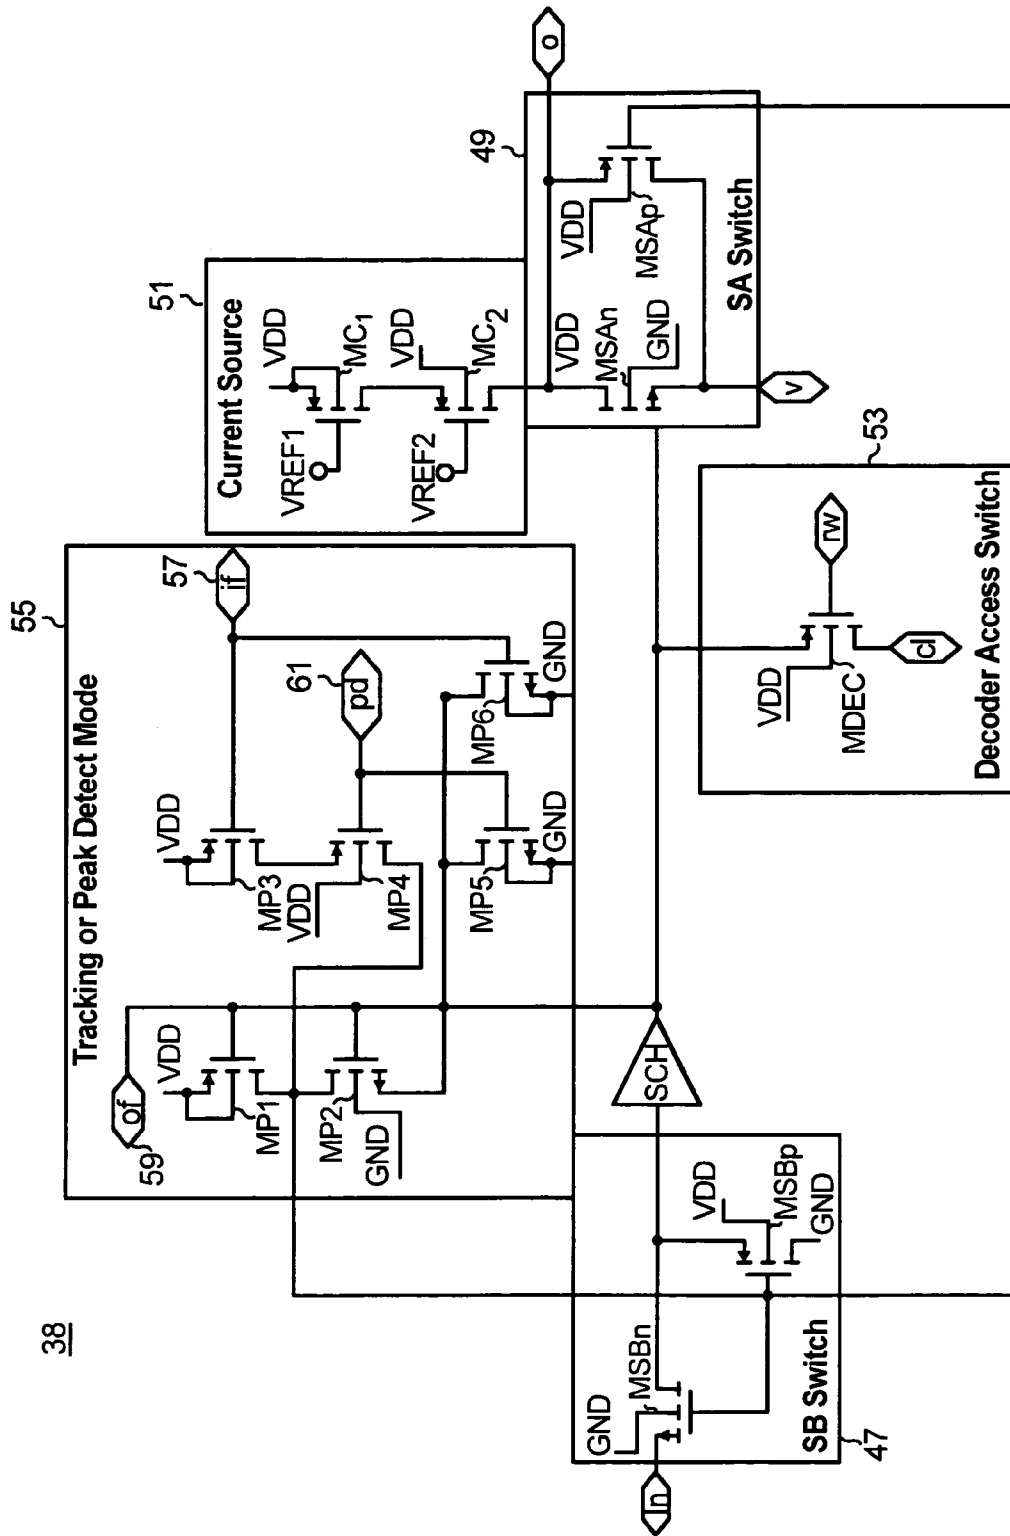 38
55
Tracking or Peak Detect Mode
of
59
VDD
MP1
MP2
GND
VDD
MP3
VDD
MP4
if
57
pd
61
MP5
GND
MP6
GND
51
Current Source
VDD
VREF1
MC1
VDD
VREF2
MC2
49
o
VDD
MSAn
GND
VDD
MSAp
SA Switch
v
In
GND
MSBn
VDD
MSBp
GND
SB Switch
47
SCH
53
VDD
MDEC
rw
cl
Decoder Access Switch